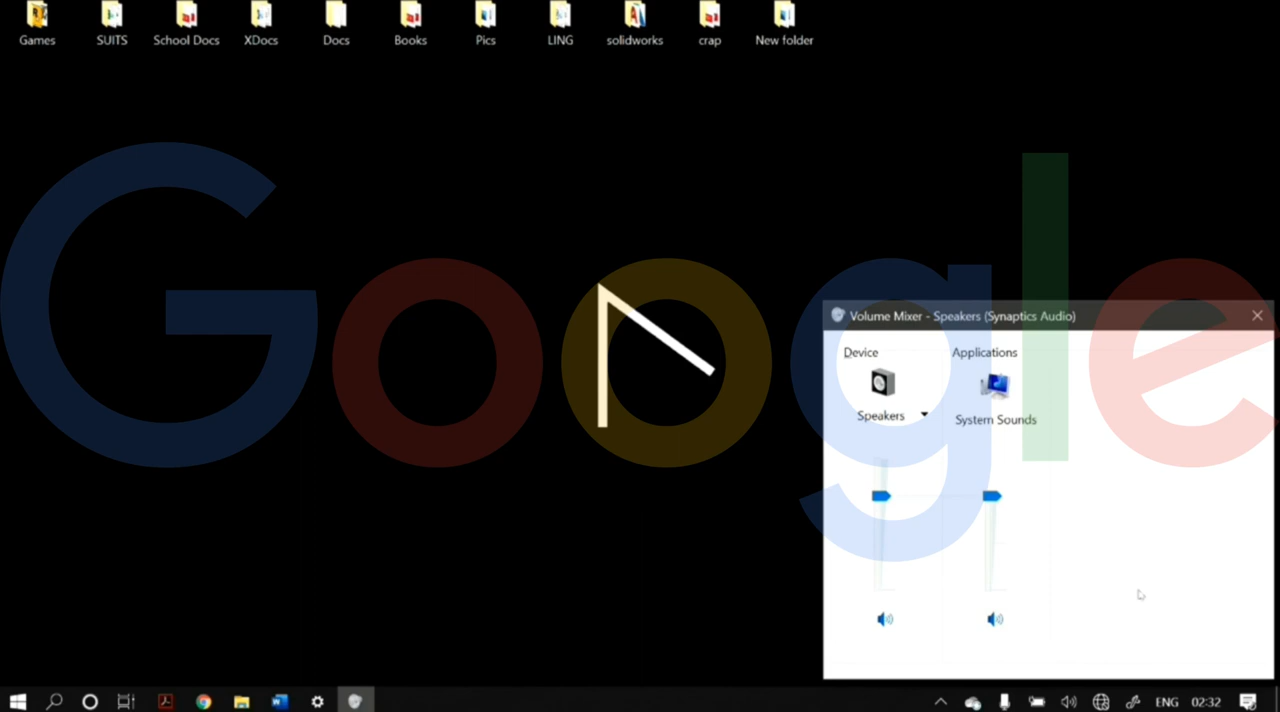 Games SUITS School Docs XDocs Docs Books Pics LING solidworks crap New folder
Google
Volume Mixer - Speakers (Synaptics Audio)
Device Applications
Speakers System Sounds
ENG 02:32